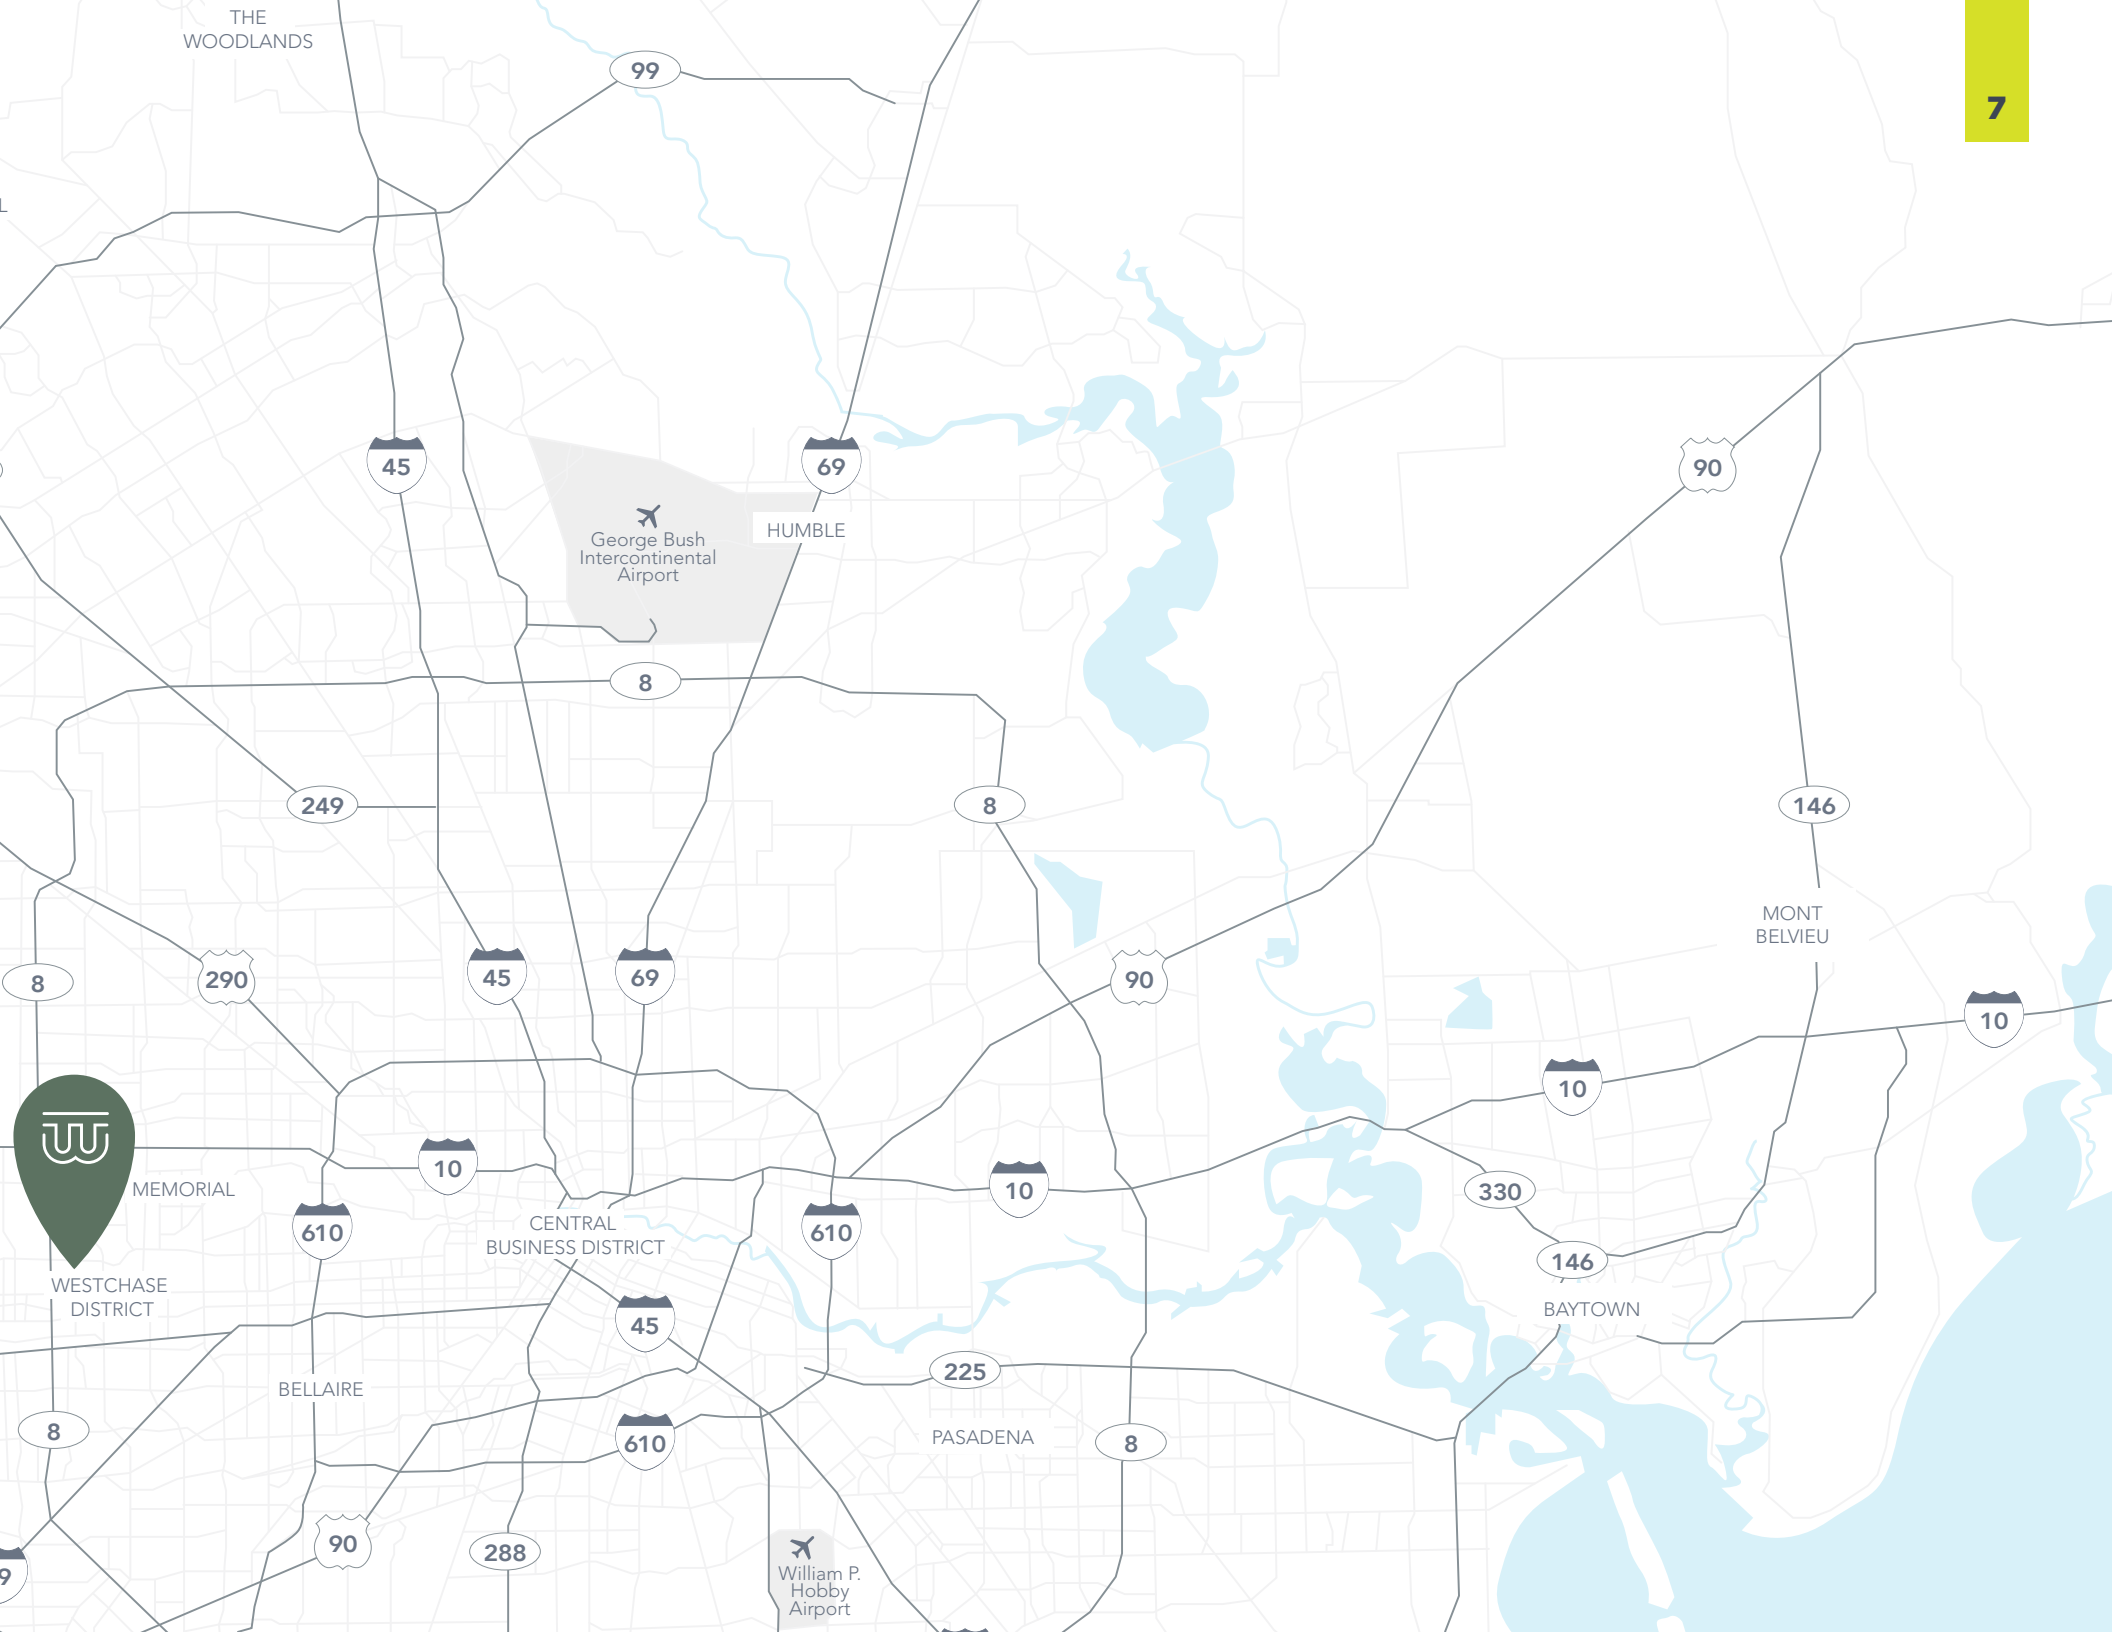 THE
WOODLANDS
99
7
L
45
69
90
George Bush
Intercontinental
Airport
HUMBLE
8
249
8
146
MONT
BELVIEU
8
290
45
69
90
10
10
10
MEMORIAL
10
330
610
CENTRAL
BUSINESS DISTRICT
610
146
WESTCHASE
DISTRICT
BAYTOWN
45
225
BELLAIRE
8
610
PASADENA
8
90
288
William P.
Hobby
Airport
9